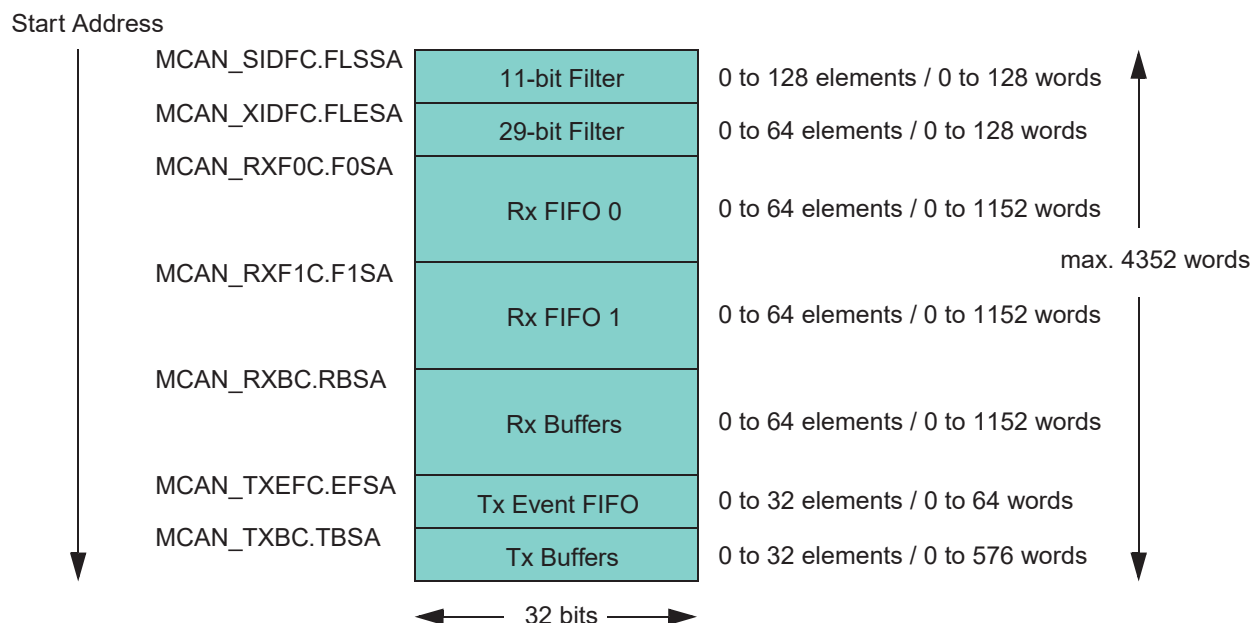 Start Address
MCAN_SIDFC.FLSSA
11-bit Filter
0 to 128 elements / 0 to 128 words
MCAN_XIDFC.FLESA
29-bit Filter
0 to 64 elements / 0 to 128 words
MCAN_RXF0C.F0SA
Rx FIFO 0
0 to 64 elements / 0 to 1152 words
max. 4352 words
MCAN_RXF1C.F1SA
Rx FIFO 1
0 to 64 elements / 0 to 1152 words
MCAN_RXBC.RBSA
Rx Buffers
0 to 64 elements / 0 to 1152 words
MCAN_TXEFC.EFSA
Tx Event FIFO
0 to 32 elements / 0 to 64 words
MCAN_TXBC.TBSA
Tx Buffers
0 to 32 elements / 0 to 576 words
32 bits